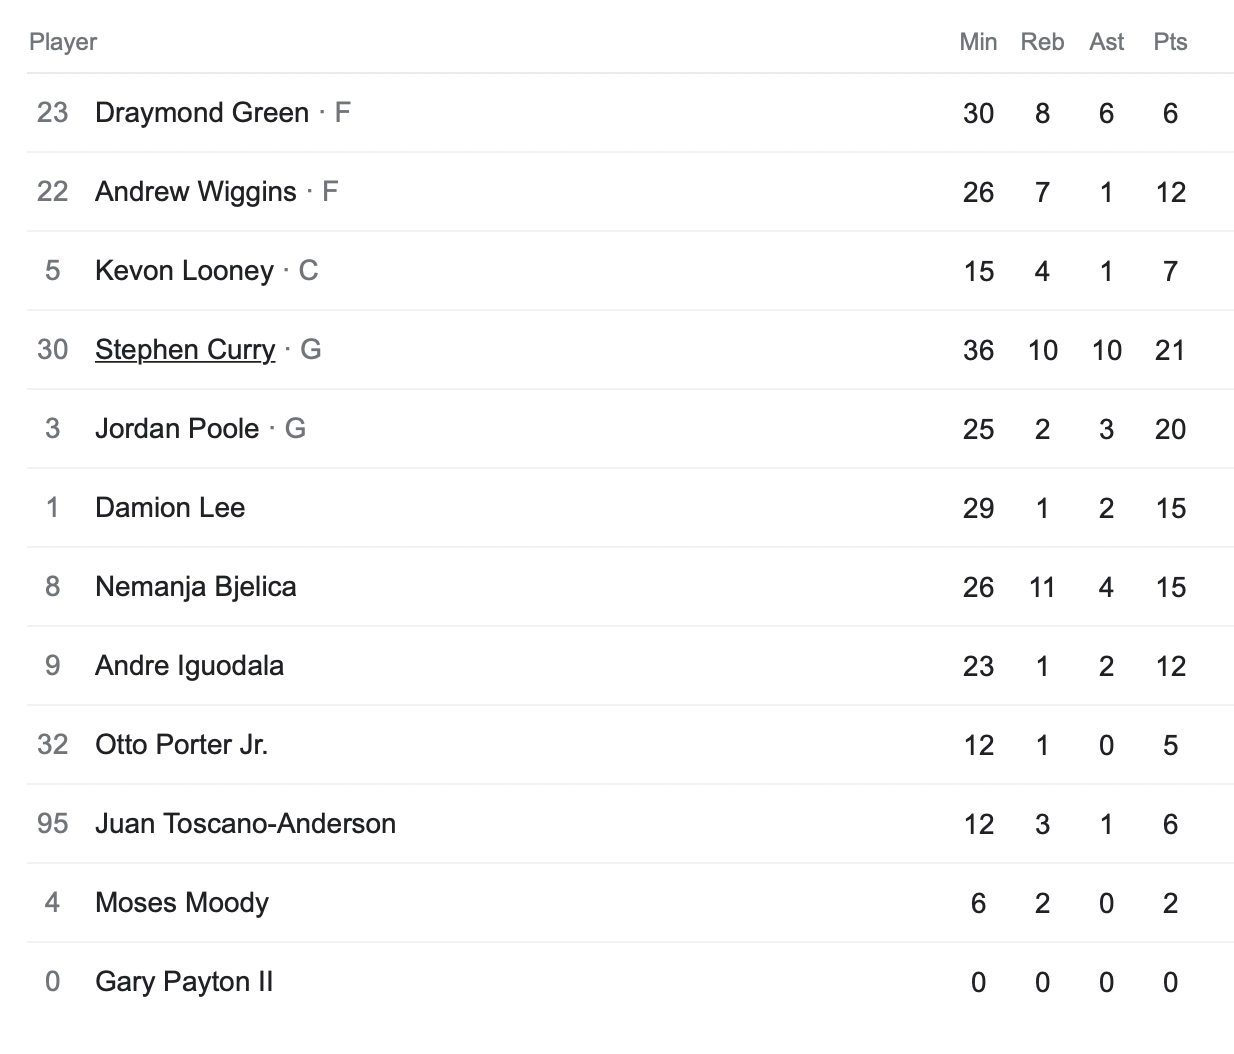 Player Min Reb Ast Pts
23 Draymond Green · F 30 8 6 6
22 Andrew Wiggins · F 26 7 1 12
5 Kevon Looney · C 15 4 1 7
30 Stephen Curry · G 36 10 10 21
3 Jordan Poole · G 25 2 3 20
1 Damion Lee 29 1 2 15
8 Nemanja Bjelica 26 11 4 15
9 Andre Iguodala 23 1 2 12
32 Otto Porter Jr. 12 1 0 5
95 Juan Toscano-Anderson 12 3 1 6
4 Moses Moody 6 2 0 2
0 Gary Payton II 0 0 0 0